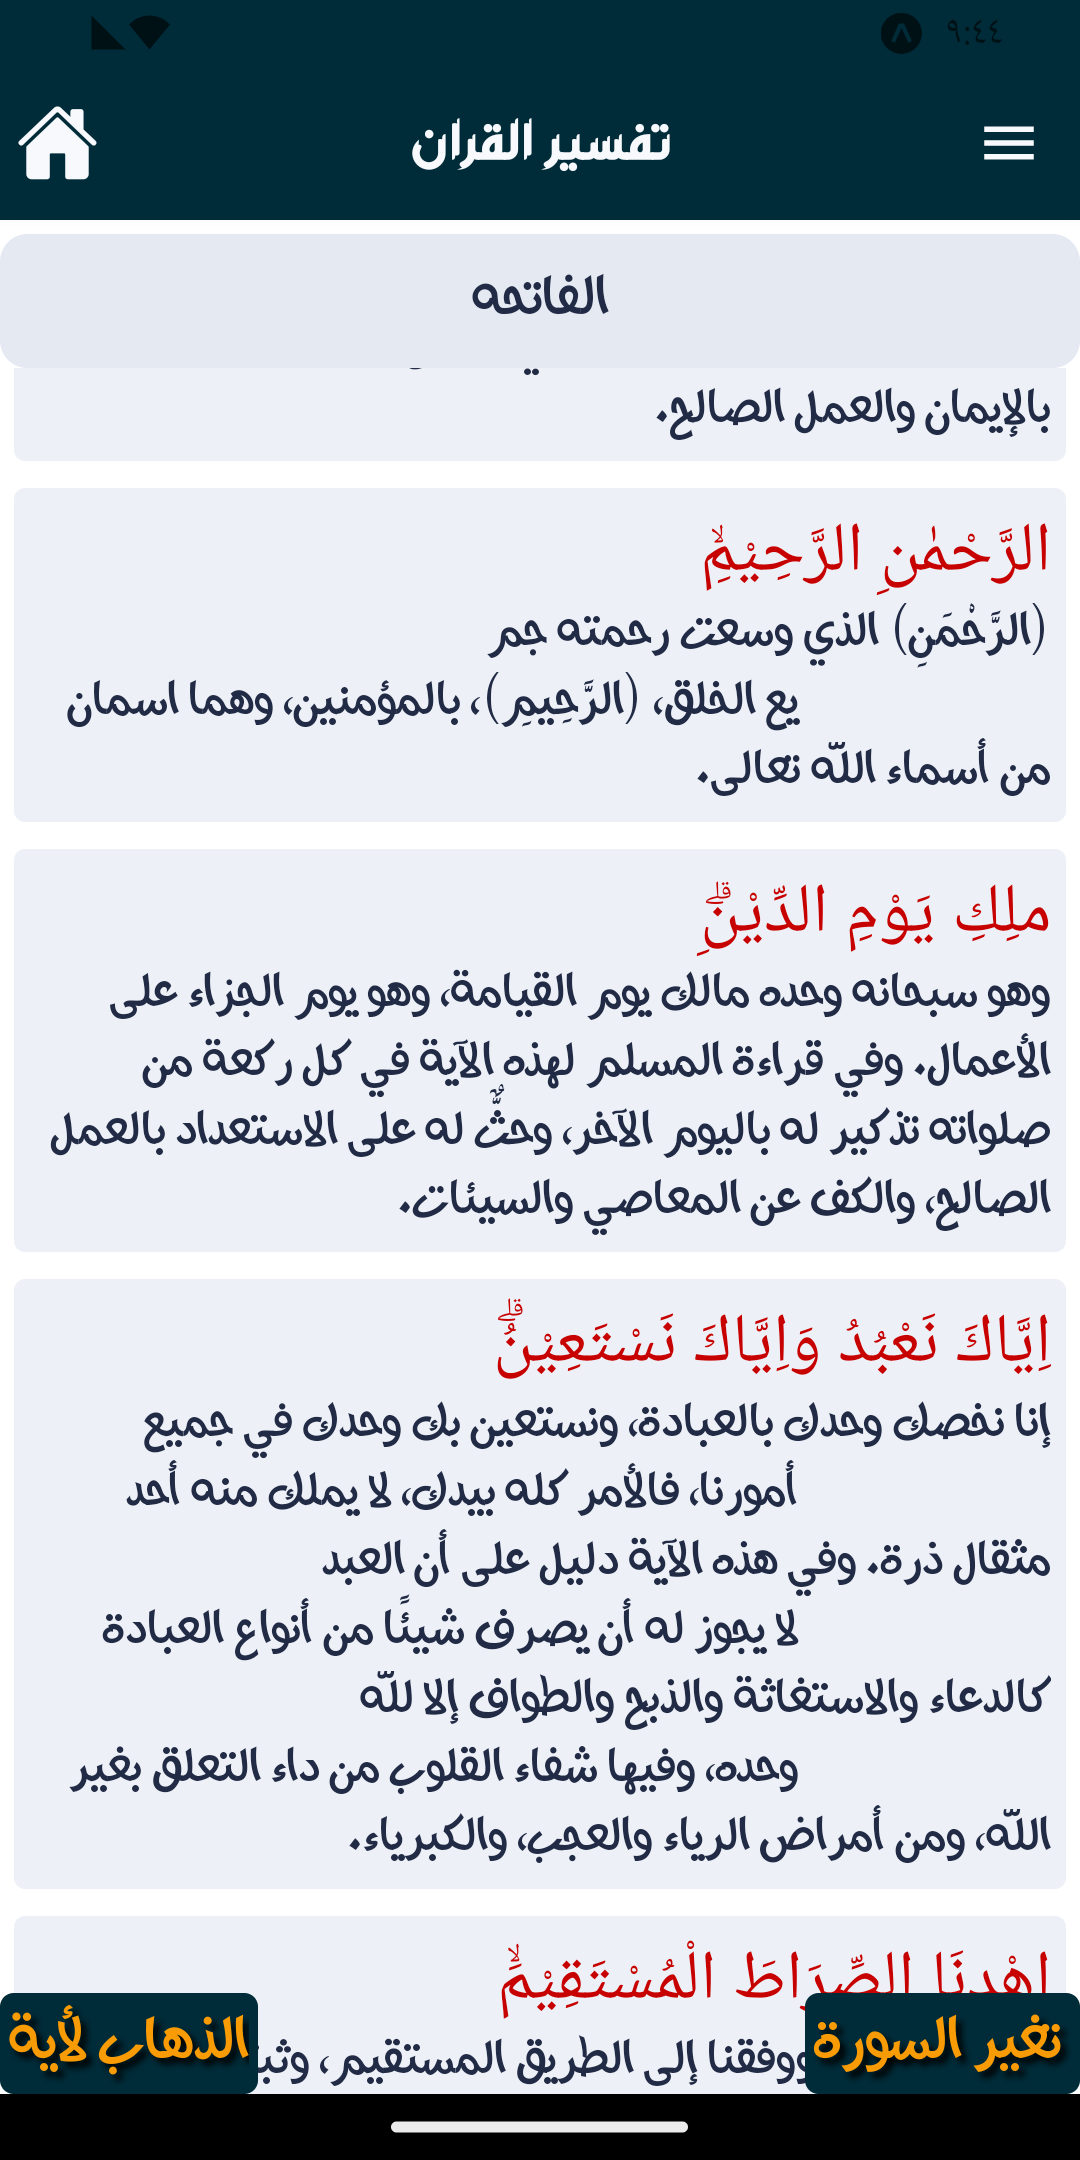 ٩:٤٤
تفسير القران
الفاتحه
بالإيمان والعمل الصالح.
الرَّحْمٰنِ الرَّحِيْمِۙ
(الرَّحْمَنِ) الذي وسعت رحمته جم
يع الخلق، (الرَّحِيمِ)، بالمؤمنين، وهما اسمان
من أسماء الله تعالى.
ملِكِ يَوْمِ الدِّيْنِۗ
وهو سبحانه وحده مالك يوم القيامة، وهو يوم الجزاء على
الأعمال. وفي قراءة المسلم لهذه الآية في كل ركعة من
صلواته تذكير له باليوم الآخر، وحثٌّ له على الاستعداد بالعمل
الصالح، والكف عن المعاصي والسيئات.
اِيَّاكَ نَعْبُدُ وَاِيَّاكَ نَسْتَعِيْنُۗ
إنا نخصك وحدك بالعبادة، ونستعين بك وحدك في جميع
أمورنا، فالأمر كله بيدك، لا يملك منه أحد
مثقال ذرة. وفي هذه الآية دليل على أن العبد
لا يجوز له أن يصرف شيئًا من أنواع العبادة
كالدعاء والاستغاثة والذبح والطواف إلا لله
وحده، وفيها شفاء القلوب من داء التعلق بغير
الله، ومن أمراض الرياء والعجب، والكبرياء.
اِهْدِنَا الصِّرَاطَ الْمُسْتَقِيْمَۙ
ووفقنا إلى الطريق المستقيم،
تغير السورة
الذهاب لأية